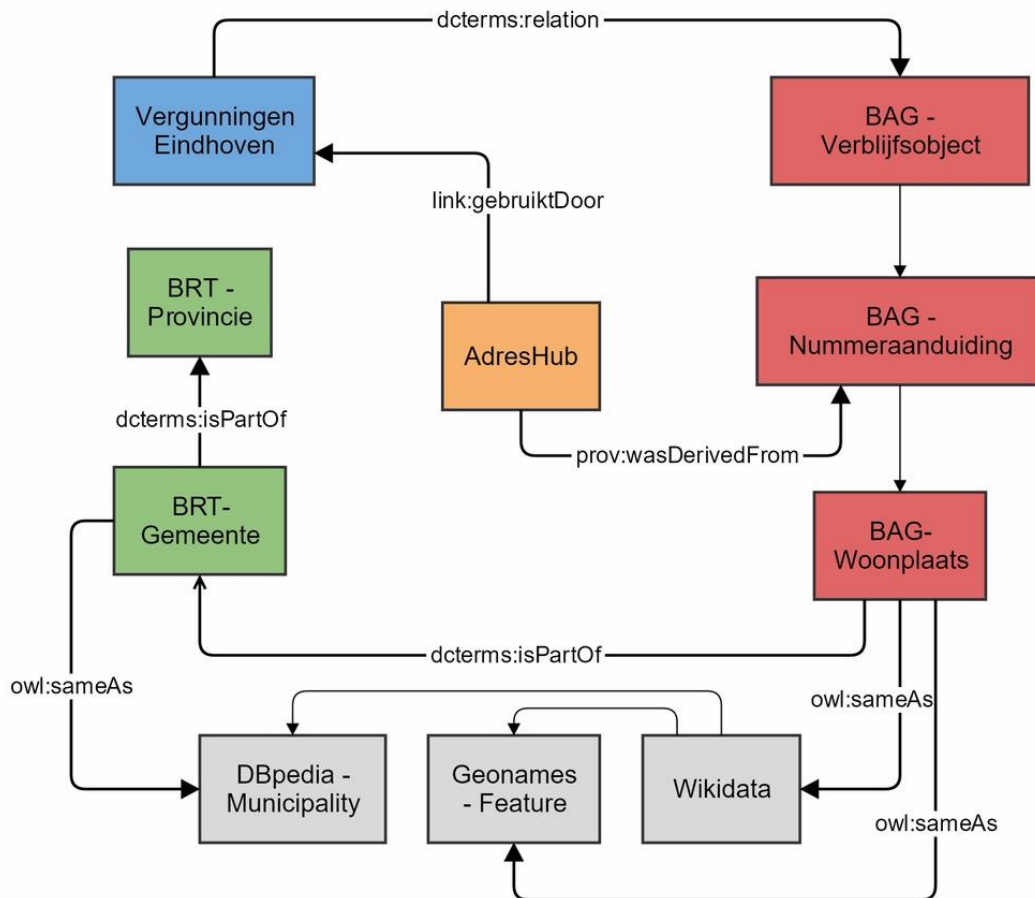 dcterms:relation
Vergunningen
Eindhoven
BAG -
Verblijfsobject
link:gebruiktDoor
BRT -
Provincie
AdresHub
BAG -
Nummeraanduiding
dcterms:isPartOf
prov:wasDerivedFrom
BRT-
Gemeente
BAG-
Woonplaats
dcterms:isPartOf
owl:sameAs
owl:sameAs
DBpedia -
Municipality
Geonames
- Feature
Wikidata
owl:sameAs